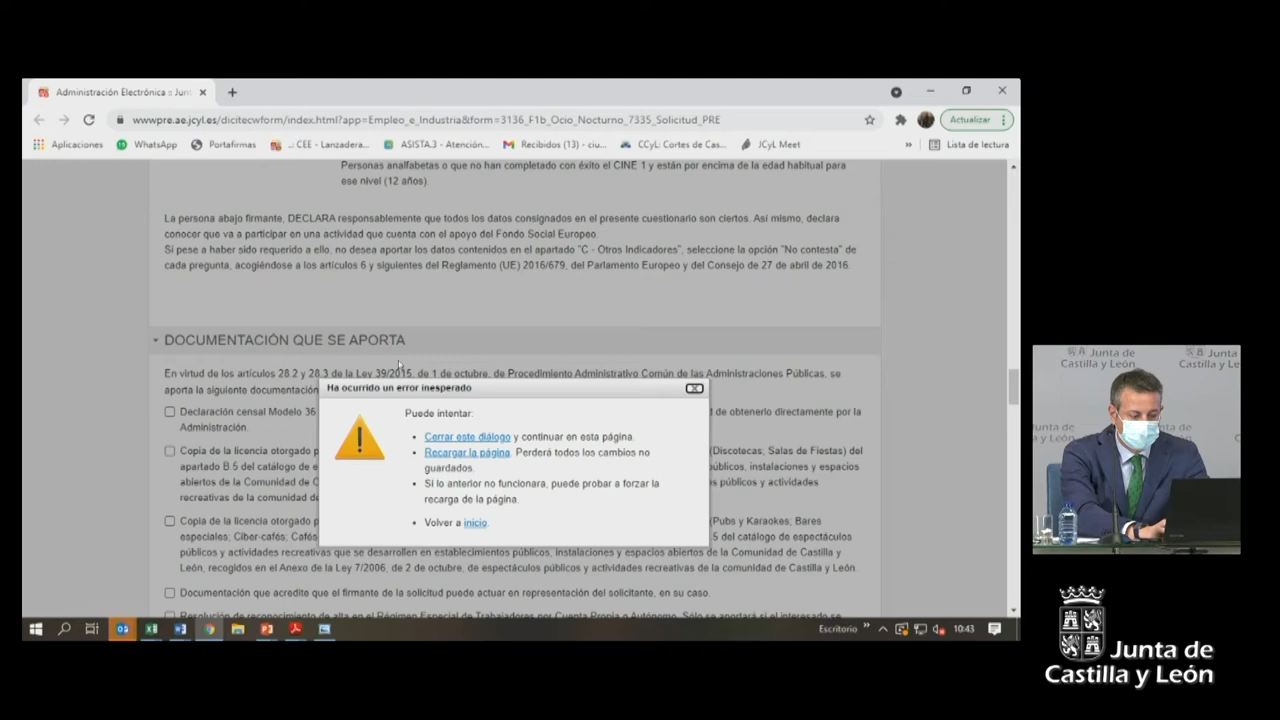 Administración Electrónica :: Junt
wwwpre.ae.jcyl.es/dicitecwform/index.html?app=Empleo_e_Industria&form=3136_F1b_Ocio_Nocturno_7335_Solicitud_PRE
Actualizar
Aplicaciones
WhatsApp
Portafirmas
..: CEE - Lanzadera...
ASISTA.3 - Atención...
Recibidos (13) - ciu...
CCyL: Cortes de Cas...
JCyL Meet
»
Lista de lectura
Personas analfabetas o que no han completado con éxito el CINE 1 y están por encima de la edad habitual para
ese nivel (12 años).
La persona abajo firmante, DECLARA responsablemente que todos los datos consignados en el presente cuestionario son ciertos. Así mismo, declara
conocer que va a participar en una actividad que cuenta con el apoyo del Fondo Social Europeo.
Si pese a haber sido requerido a ello, no desea aportar los datos contenidos en el apartado "C - Otros Indicadores", seleccione la opción "No contesta" de
cada pregunta, acogiéndose a los artículos 6 y siguientes del Reglamento (UE) 2016/679, del Parlamento Europeo y del Consejo de 27 de abril de 2016.
DOCUMENTACIÓN QUE SE APORTA
En virtud de los artículos 28.2 y 28.3 de la Ley 39/2015, de 1 de octubre, de Procedimiento Administrativo Común de las Administraciones Públicas, se
aporta la siguiente documentación
Ha ocurrido un error inesperado
Puede intentar:
Cerrar este diálogo y continuar en esta página.
Recargar la página. Perderá todos los cambios no
guardados.
Si lo anterior no funcionara, puede probar a forzar la
recarga de la página.
Volver a inicio.
Declaración censal Modelo 36
de obtenerlo directamente por la
Administración.
Copia de la licencia otorgado p
(Discotecas, Salas de Fiestas) del
apartado B.5 del catálogo de e
públicos, instalaciones y espacios
abiertos de la Comunidad de C
s públicos y actividades
recreativas de la comunidad d
Copia de la licencia otorgado p
(Pubs y Karaokes; Bares
especiales; Ciber-cafés; Cafés
.5 del catálogo de espectáculos
públicos y actividades recreativas que se desarrollen en establecimientos públicos, instalaciones y espacios abiertos de la Comunidad de Castilla y
León, recogidos en el Anexo de la Ley 7/2006, de 2 de octubre, de espectáculos públicos y actividades recreativas de la comunidad de Castilla y León.
Documentación que acredite que el firmante de la solicitud puede actuar en representación del solicitante, en su caso.
Resolución de reconocimiento de alta en el Régimen Especial de Trabajadores por Cuenta Propia o Autónomo. Sólo se aportará si el interesado se
Escritorio
»
10:43
Junta de
Castilla y León
Junta de
Castilla y León
Junta de
Castilla y León